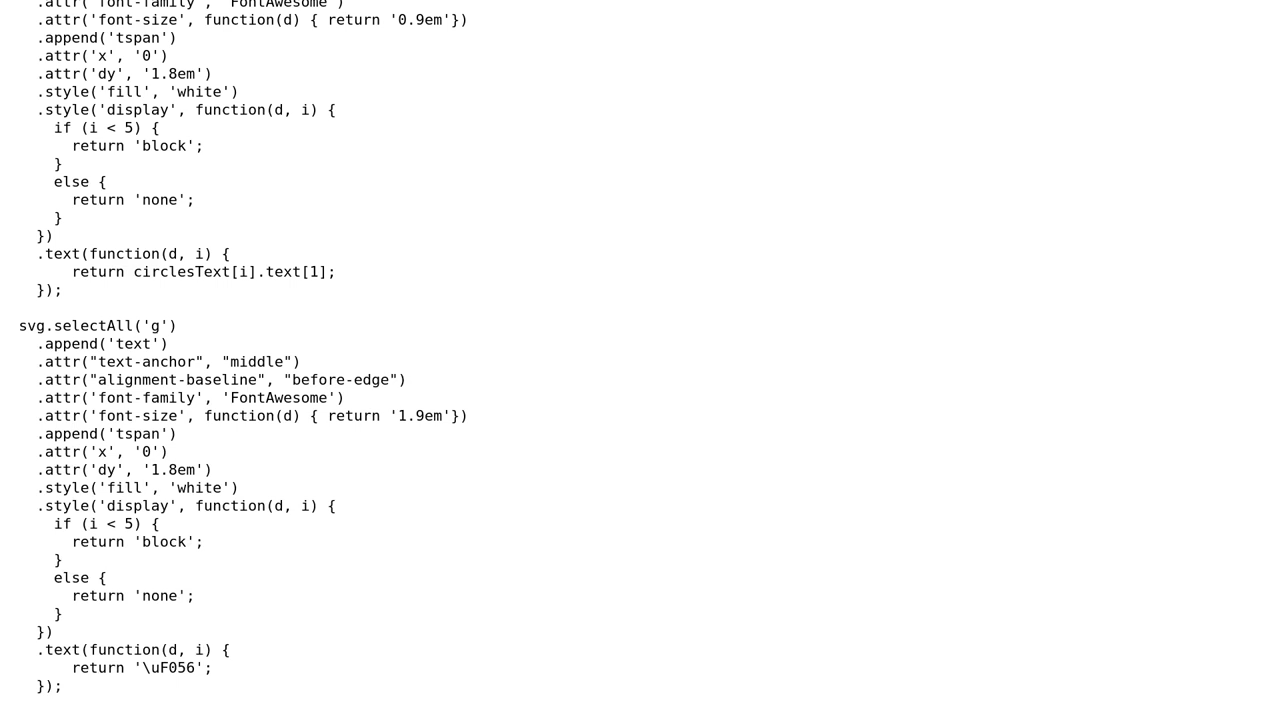 .attr('font-family', 'FontAwesome')
.attr('font-size', function(d) { return '0.9em'})
.append('tspan')
.attr('x', '0')
.attr('dy', '1.8em')
.style('fill', 'white')
.style('display', function(d, i) {
if (i < 5) {
return 'block';
}
else {
return 'none';
}
})
.text(function(d, i) {
return circlesText[i].text[1];
});
svg.selectAll('g')
.append('text')
.attr("text-anchor", "middle")
.attr("alignment-baseline", "before-edge")
.attr('font-family', 'FontAwesome')
.attr('font-size', function(d) { return '1.9em'})
.append('tspan')
.attr('x', '0')
.attr('dy', '1.8em')
.style('fill', 'white')
.style('display', function(d, i) {
if (i < 5) {
return 'block';
}
else {
return 'none';
}
})
.text(function(d, i) {
return '\uF056';
});